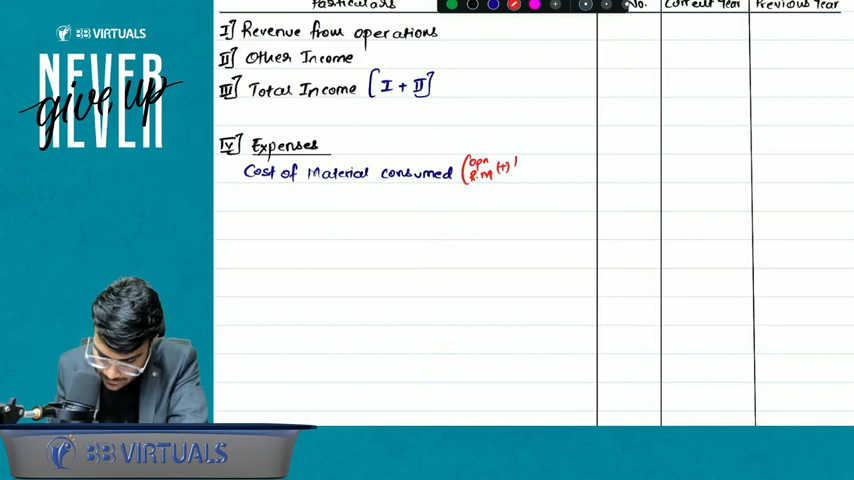 Particulars
No.
Current Year
Previous Year
BB VIRTUALS
NEVER
give up
NEVER
I] Revenue from operations
II] Other Income
III] Total Income [I + II]
IV] Expenses
Cost of Material consumed (opn R.M (+)
BB VIRTUALS